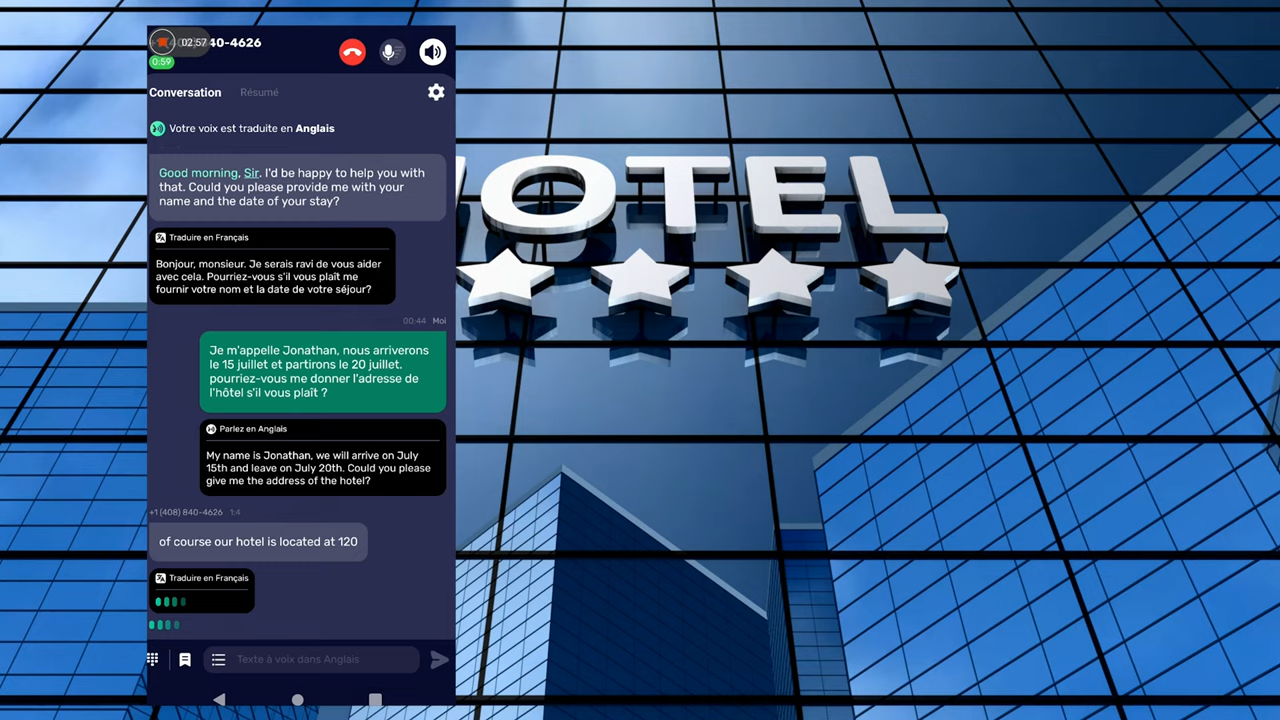 02:57
40-4626
0:59
Conversation
Résumé
Votre voix est traduite en Anglais
Good morning, Sir. I'd be happy to help you with
that. Could you please provide me with your
name and the date of your stay?
Traduire en Français
Bonjour, monsieur. Je serais ravi de vous aider
avec cela. Pourriez-vous s'il vous plaît me
fournir votre nom et la date de votre séjour?
00:44 Moi
Je m'appelle Jonathan, nous arriverons
le 15 juillet et partirons le 20 juillet.
pourriez-vous me donner l'adresse de
l'hôtel s'il vous plaît ?
Parlez en Anglais
My name is Jonathan, we will arrive on July
15th and leave on July 20th. Could you please
give me the address of the hotel?
+1 (408) 840-4626 1:4
of course our hotel is located at 120
Traduire en Français
Texte à voix dans Anglais
OTEL